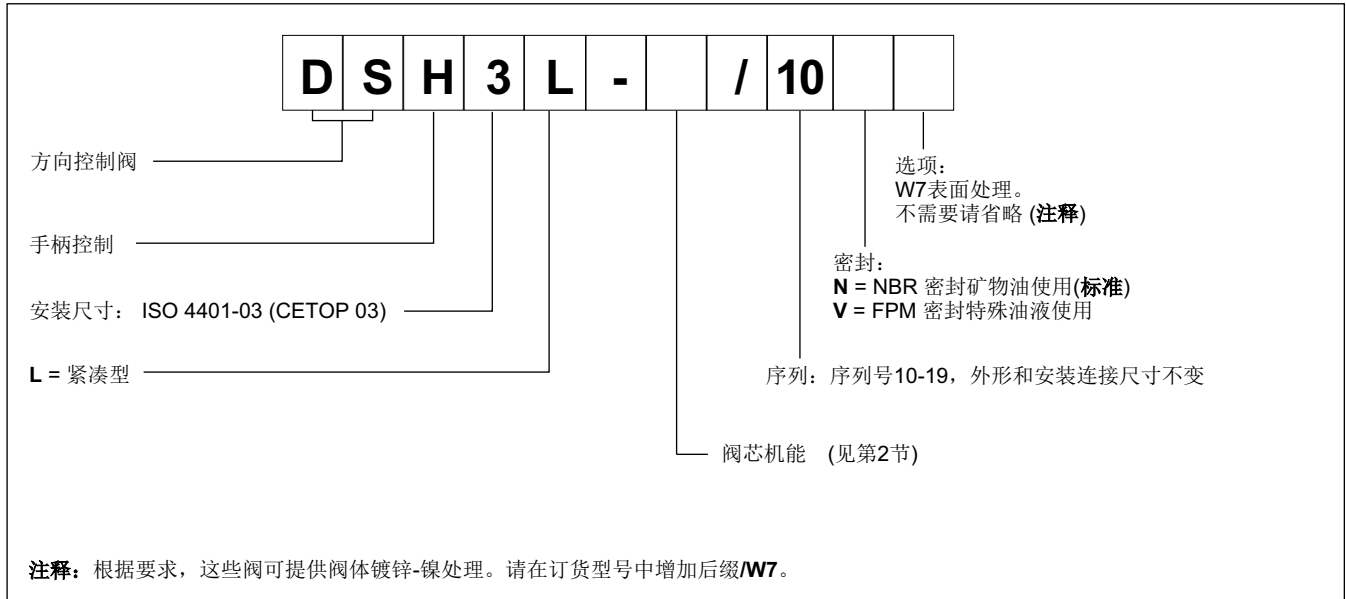 D S H 3 L - / 10
方向控制阀
选项：
W7表面处理。
不需要请省略 (注释)
手柄控制
密封：
N = NBR 密封矿物油使用(标准)
V = FPM 密封特殊油液使用
安装尺寸： ISO 4401-03 (CETOP 03)
L = 紧凑型
序列：序列号10-19，外形和安装连接尺寸不变
阀芯机能 (见第2节)
注释：根据要求，这些阀可提供阀体镀锌-镍处理。请在订货型号中增加后缀/W7。